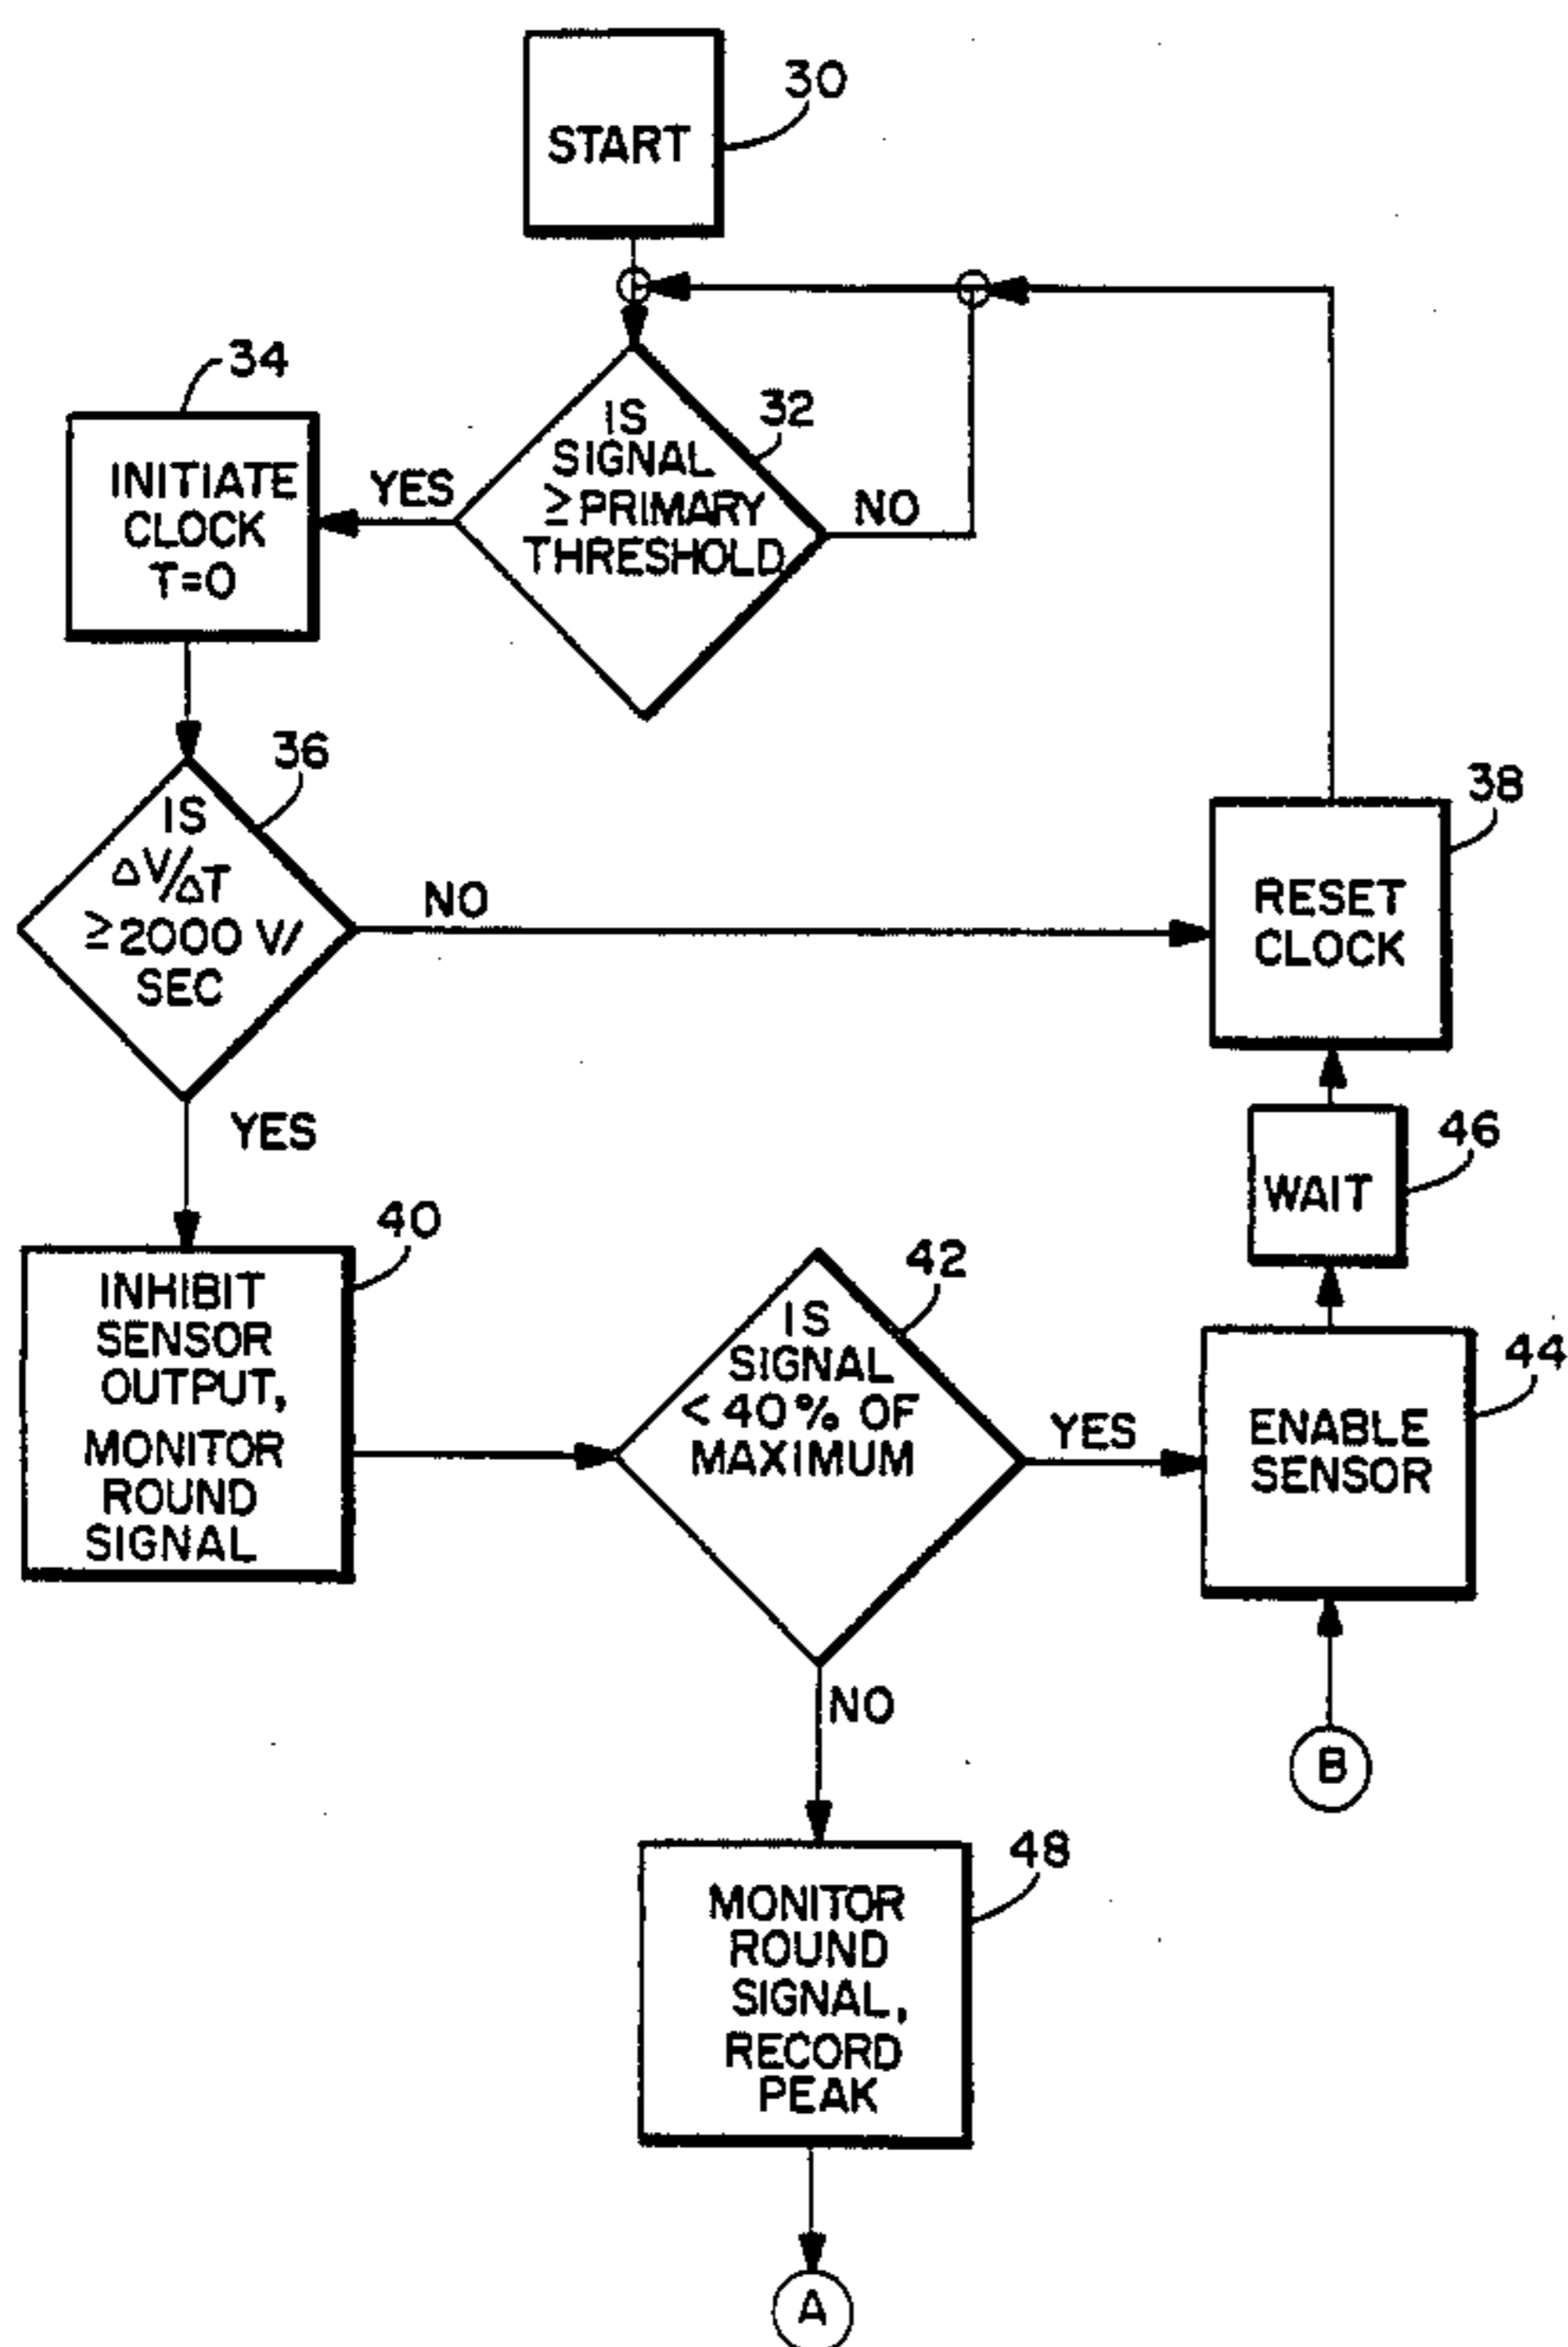 START
30
34
IS
SIGNAL
≥PRIMARY
THRESHOLD
32
YES
NO
INITIATE
CLOCK
T=0
36
IS
ΔV/ΔT
≥2000 V/
SEC
NO
38
RESET
CLOCK
YES
46
WAIT
40
INHIBIT
SENSOR
OUTPUT,
MONITOR
ROUND
SIGNAL
42
IS
SIGNAL
<40% OF
MAXIMUM
YES
44
ENABLE
SENSOR
NO
B
48
MONITOR
ROUND
SIGNAL,
RECORD
PEAK
A